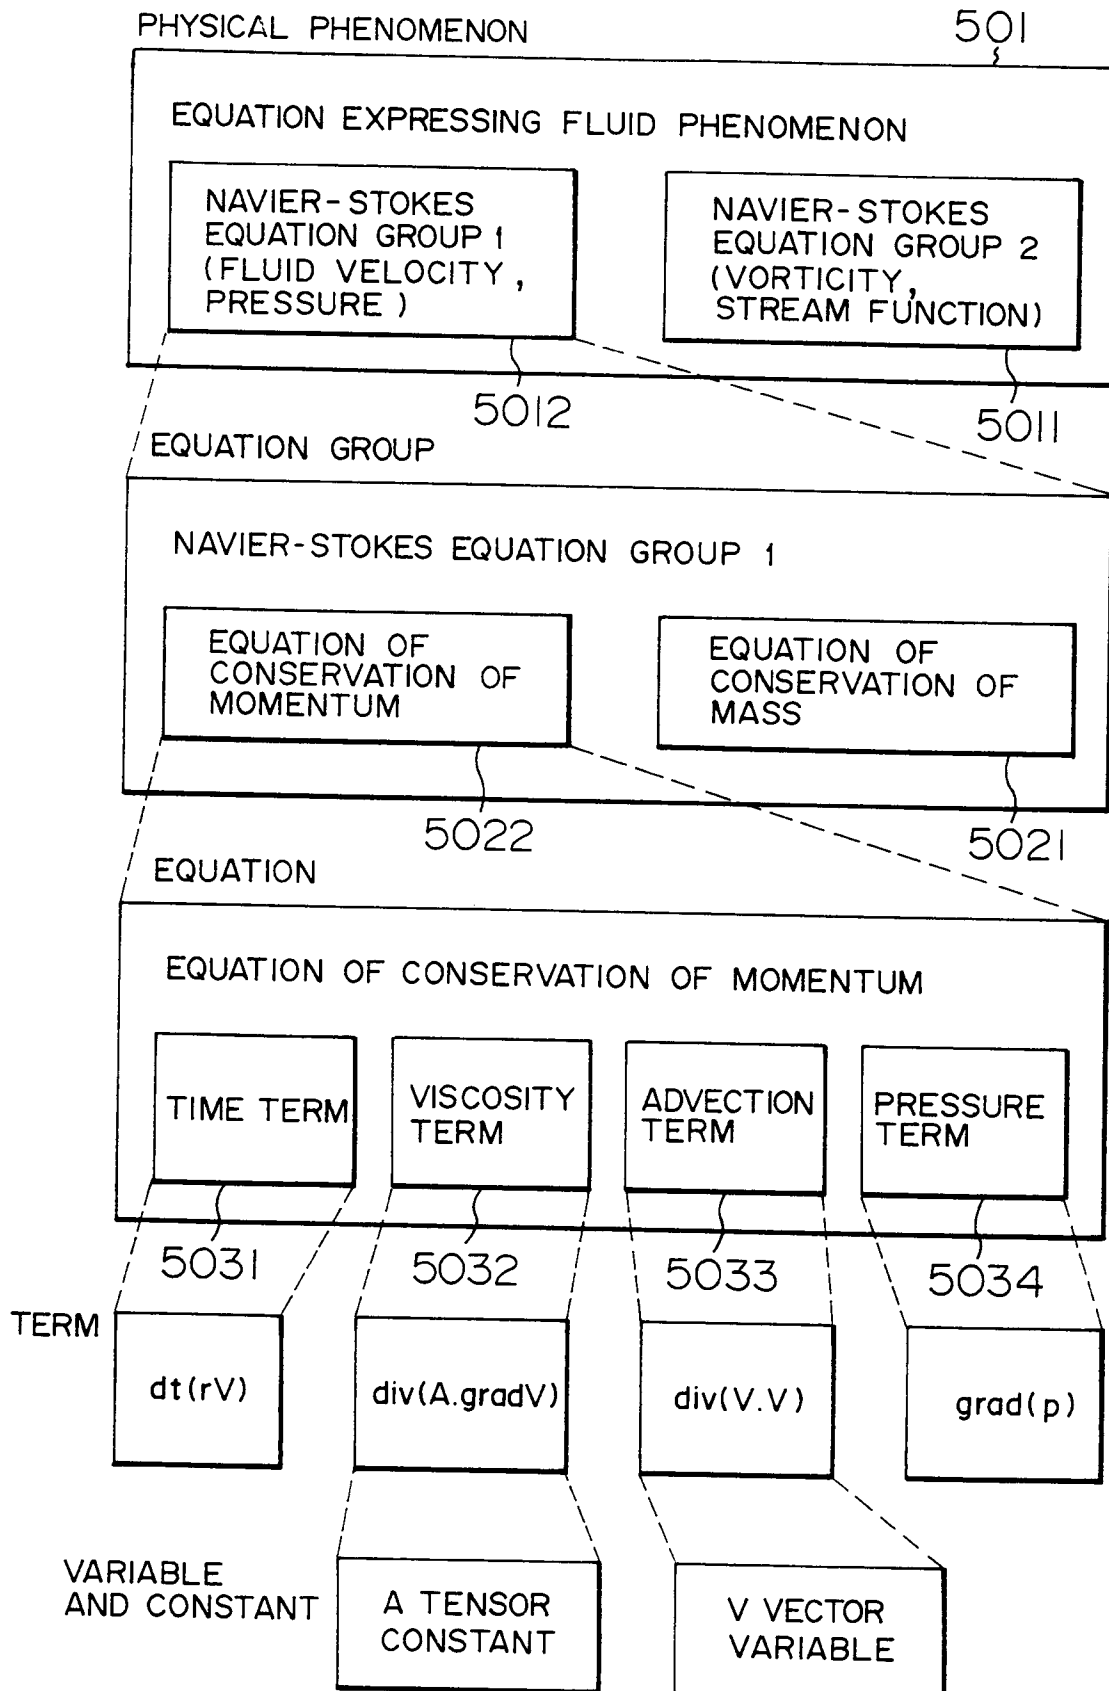 PHYSICAL PHENOMENON
501
EQUATION EXPRESSING FLUID PHENOMENON
NAVIER-STOKES
EQUATION GROUP 1
(FLUID VELOCITY,
PRESSURE)
NAVIER-STOKES
EQUATION GROUP 2
(VORTICITY,
STREAM FUNCTION)
5012
5011
EQUATION GROUP
NAVIER-STOKES EQUATION GROUP 1
EQUATION OF
CONSERVATION OF
MOMENTUM
EQUATION OF
CONSERVATION OF
MASS
5022
5021
EQUATION
EQUATION OF CONSERVATION OF MOMENTUM
TIME TERM
VISCOSITY
TERM
ADVECTION
TERM
PRESSURE
TERM
5031
5032
5033
5034
TERM
dt(rV)
div(A.gradV)
div(V.V)
grad(p)
VARIABLE
AND CONSTANT
A TENSOR
CONSTANT
V VECTOR
VARIABLE